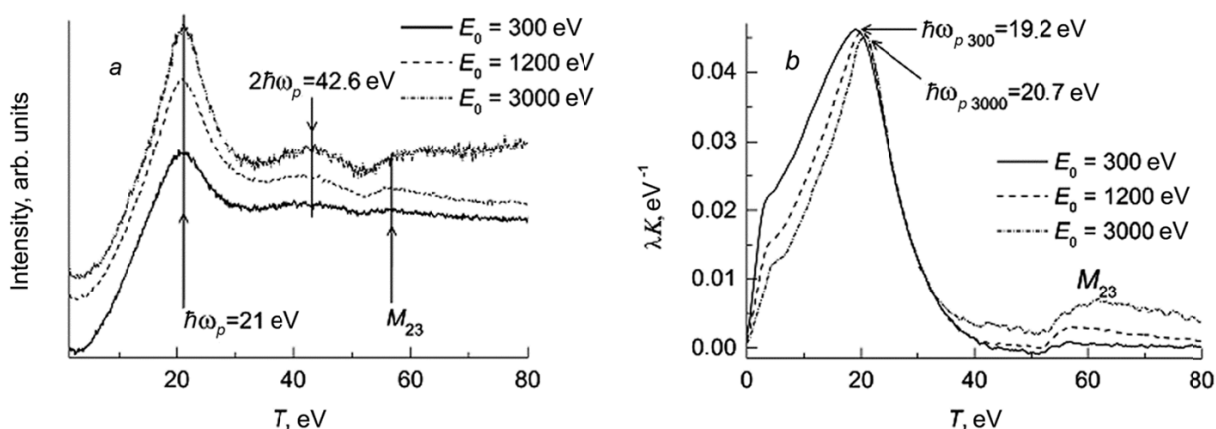 a
E₀ = 300 eV
E₀ = 1200 eV
E₀ = 3000 eV
2ℏωₚ=42.6 eV
ℏωₚ=21 eV
M₂₃
Intensity, arb. units
20 40 60 80
T, eV
b
ℏωₚ ₃₀₀=19.2 eV
ℏωₚ ₃₀₀₀=20.7 eV
E₀ = 300 eV
E₀ = 1200 eV
E₀ = 3000 eV
M₂₃
λK, eV⁻¹
0.04
0.03
0.02
0.01
0.00
0 20 40 60 80
T, eV